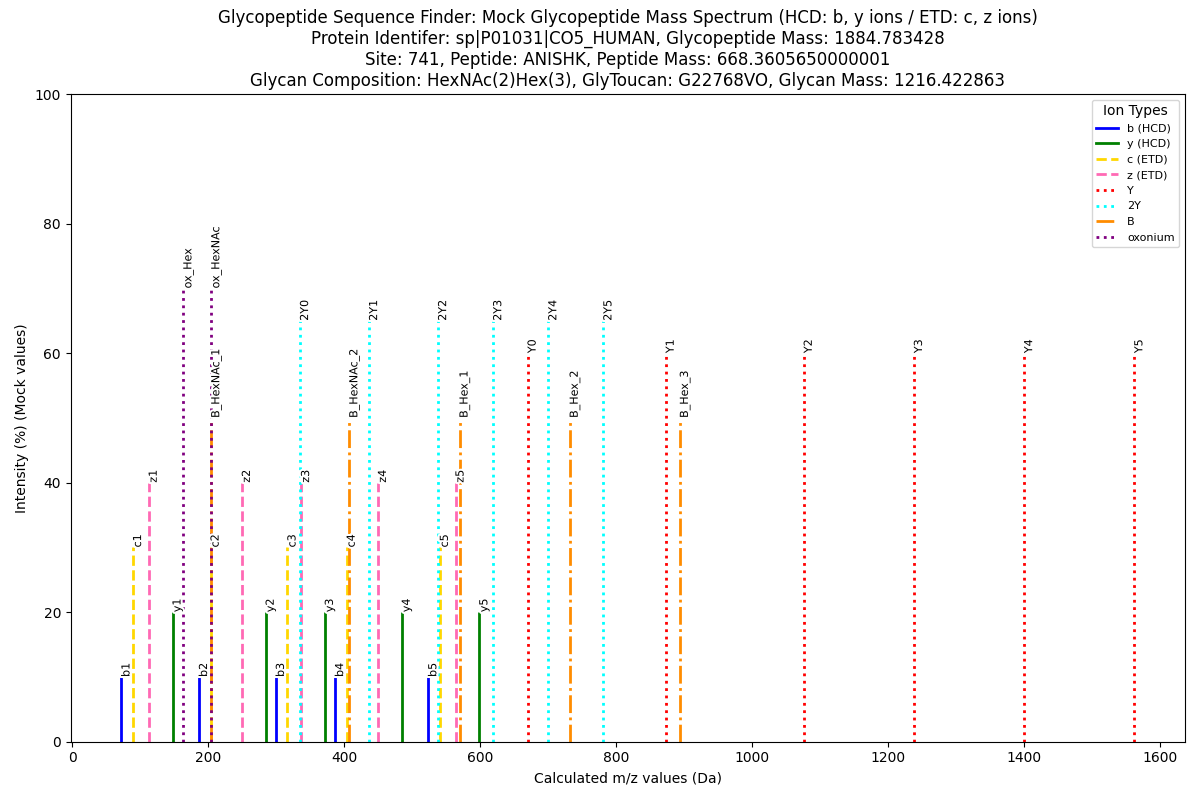 Glycopeptide Sequence Finder: Mock Glycopeptide Mass Spectrum (HCD: b, y ions / ETD: c, z ions)
Protein Identifer: sp|P01031|CO5_HUMAN, Glycopeptide Mass: 1884.783428
Site: 741, Peptide: ANISHK, Peptide Mass: 668.3605650000001
Glycan Composition: HexNAc(2)Hex(3), GlyToucan: G22768VO, Glycan Mass: 1216.422863
Intensity (%) (Mock values)
100
80
60
40
20
0
Ion Types
b (HCD)
y (HCD)
c (ETD)
z (ETD)
Y
2Y
B
oxonium
ox_Hex
ox_HexNAc
2Y0
2Y1
2Y2
2Y3
2Y4
2Y5
Y0
Y1
Y2
Y3
Y4
Y5
B_HexNAc_1
B_HexNAc_2
B_Hex_1
B_Hex_2
B_Hex_3
z1
z2
z3
z4
z5
c1
c2
c3
c4
c5
y1
y2
y3
y4
y5
b1
b2
b3
b4
b5
0
200
400
600
800
1000
1200
1400
1600
Calculated m/z values (Da)